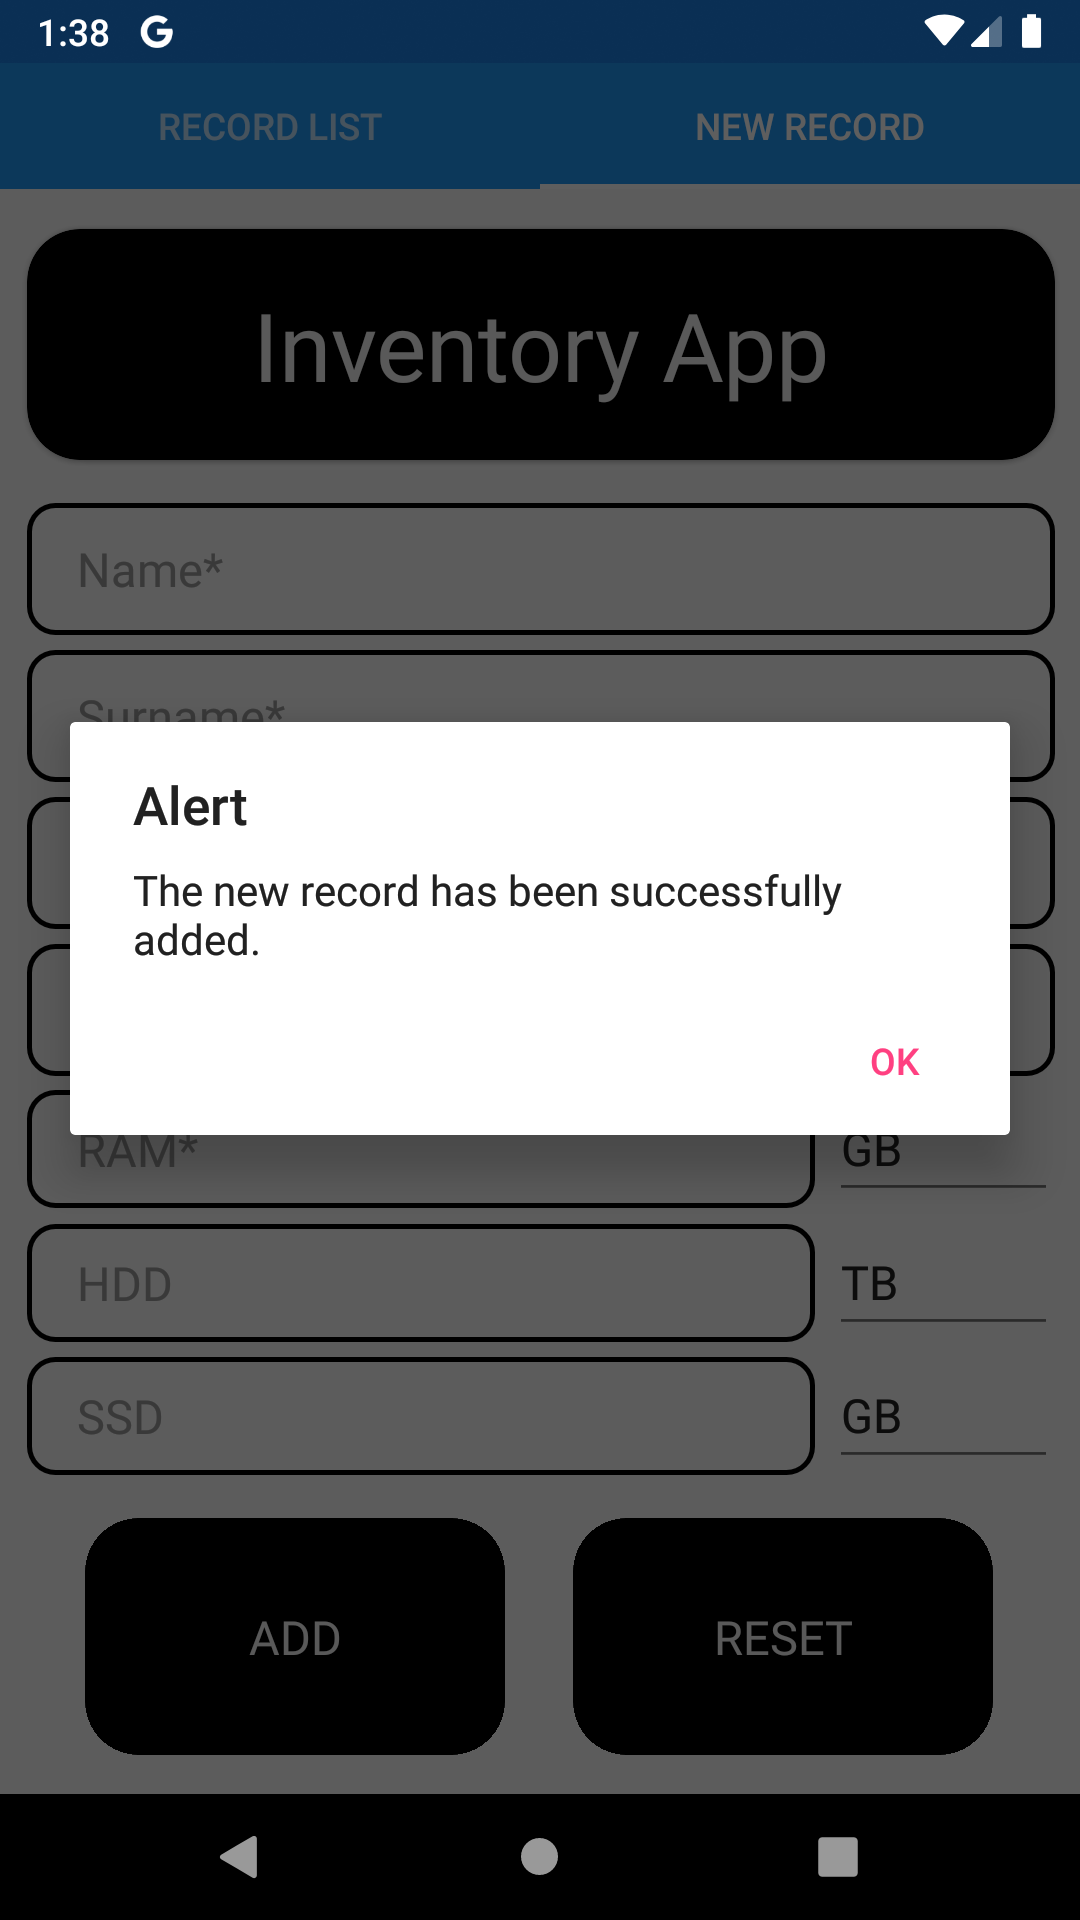 1:38 G
RECORD LIST NEW RECORD
Inventory App
Name*
Surname*
Alert
The new record has been successfully
added.
OK
RAM* GB
HDD TB
SSD GB
ADD RESET